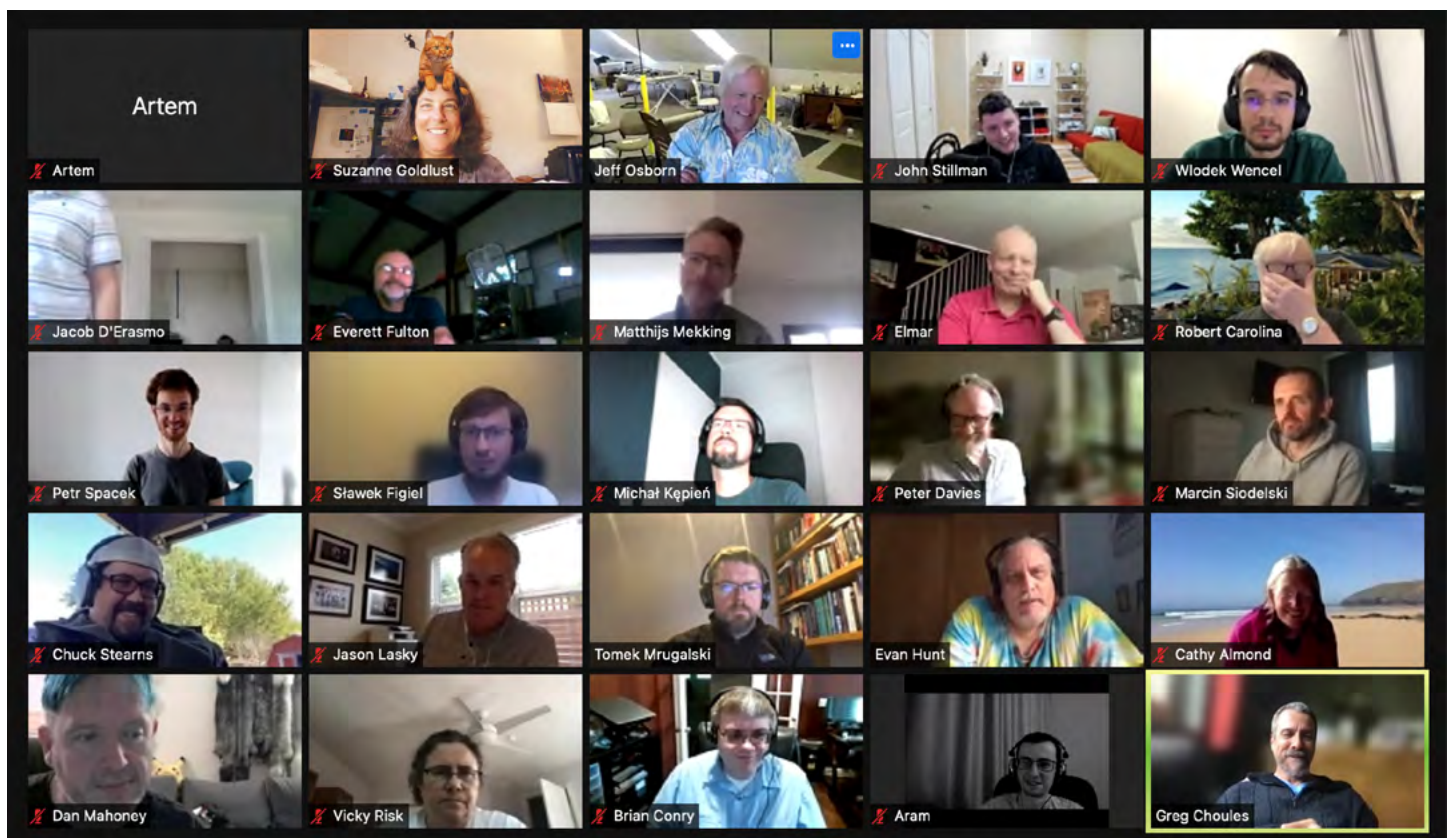 Artem
Artem
Suzanne Goldlust
Jeff Osborn
John Stillman
Wlodek Wencel
Jacob D'Erasmo
Everett Fulton
Matthijs Mekking
Elmar
Robert Carolina
Petr Spacek
Sławek Figiel
Michał Kępień
Peter Davies
Marcin Siodelski
Chuck Stearns
Jason Lasky
Tomek Mrugalski
Evan Hunt
Cathy Almond
Dan Mahoney
Vicky Risk
Brian Conry
Aram
Greg Choules